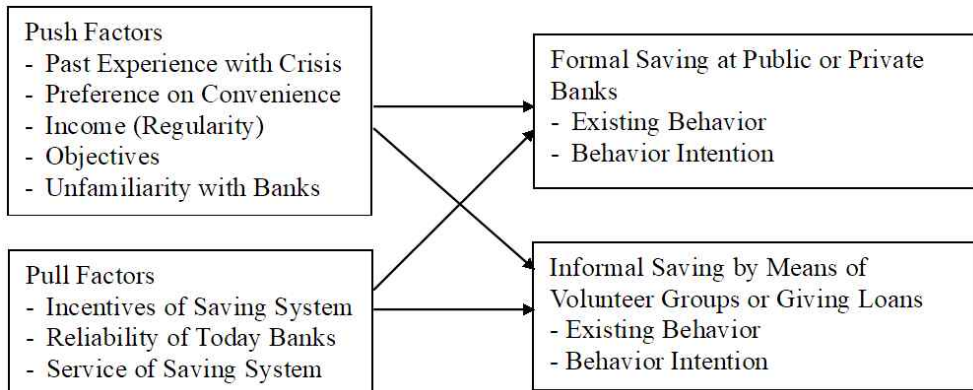 Push Factors
- Past Experience with Crisis
- Preference on Convenience
- Income (Regularity)
- Objectives
- Unfamiliarity with Banks
Pull Factors
- Incentives of Saving System
- Reliability of Today Banks
- Service of Saving System
Formal Saving at Public or Private
Banks
- Existing Behavior
- Behavior Intention
Informal Saving by Means of
Volunteer Groups or Giving Loans
- Existing Behavior
- Behavior Intention